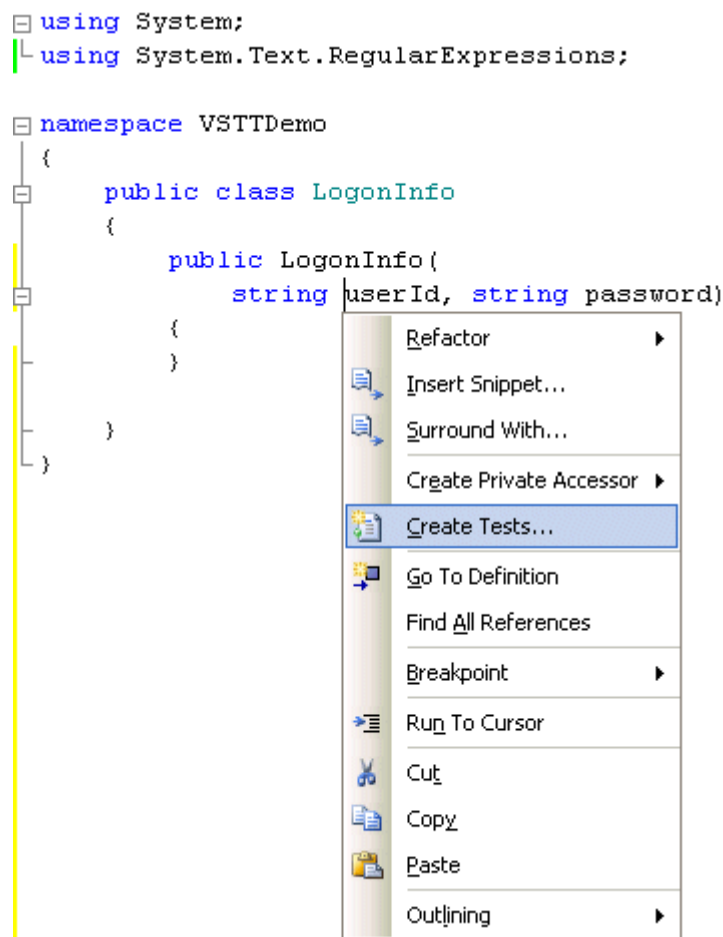 using System;
using System.Text.RegularExpressions;
namespace VSTTDemo
{
public class LogonInfo
{
public LogonInfo(
string userId, string password)
{
}
}
}
Refactor
Insert Snippet...
Surround With...
Create Private Accessor
Create Tests...
Go To Definition
Find All References
Breakpoint
Run To Cursor
Cut
Copy
Paste
Outlining